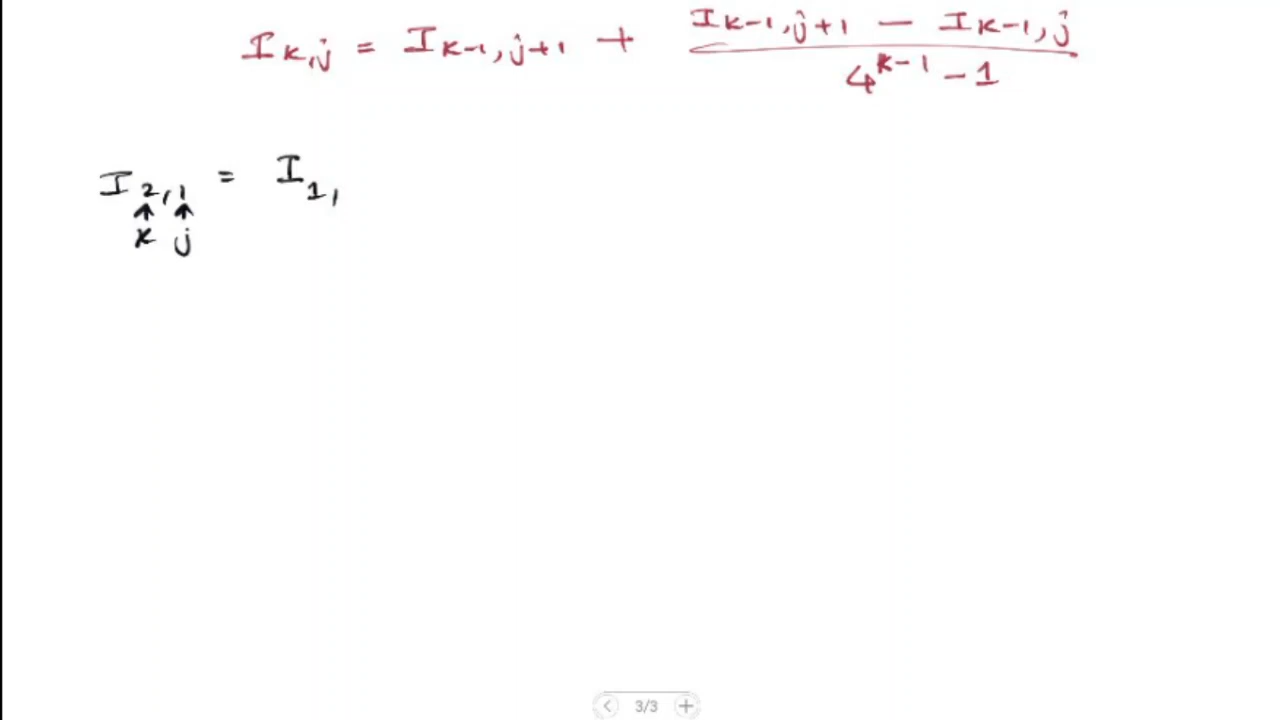 I_{k,j} = I_{k-1,j+1} + \frac{I_{k-1,j+1} - I_{k-1,j}}{4^{k-1} - 1}
I_{2,1} = I_{1,
↑ ↑
k j
3/3